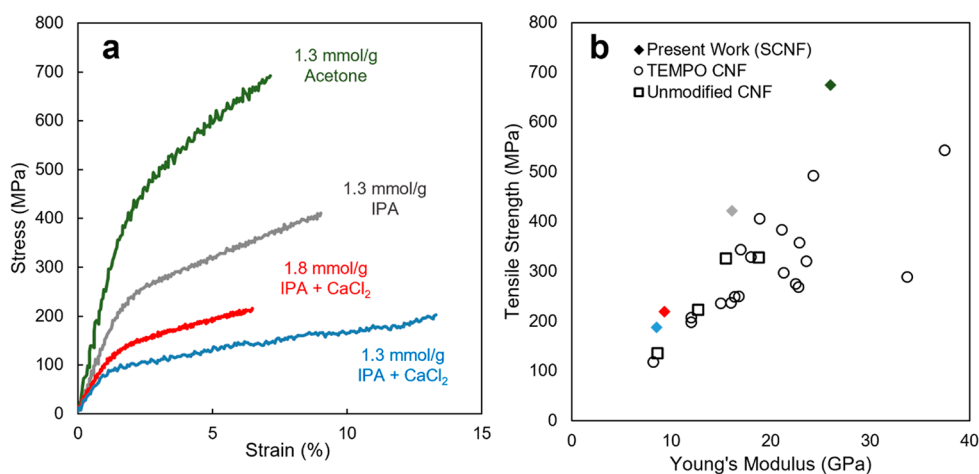 a
800
700
600
500
400
300
200
100
0
Stress (MPa)
1.3 mmol/g
Acetone
1.3 mmol/g
IPA
1.8 mmol/g
IPA + CaCl₂
1.3 mmol/g
IPA + CaCl₂
0
5
10
15
Strain (%)
b
800
700
600
500
400
300
200
100
0
Tensile Strength (MPa)
Present Work (SCNF)
TEMPO CNF
Unmodified CNF
0
10
20
30
40
Young's Modulus (GPa)